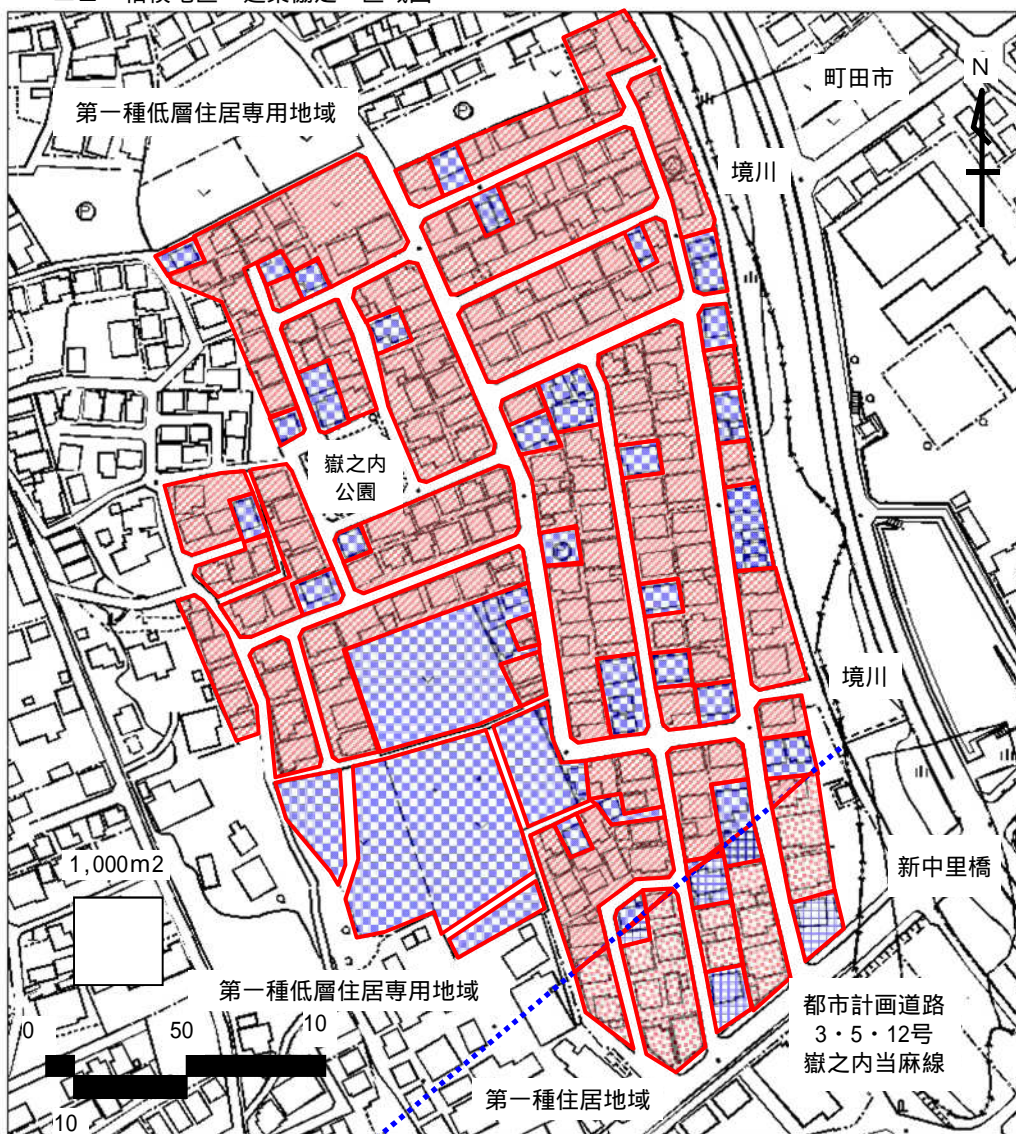 町田市
N
第一種低層住居専用地域
境川
嶽之内
公園
境川
1,000m2
新中里橋
第一種低層住居専用地域
都市計画道路
3・5・12号
嶽之内当麻線
0 50 10
10
第一種住居地域